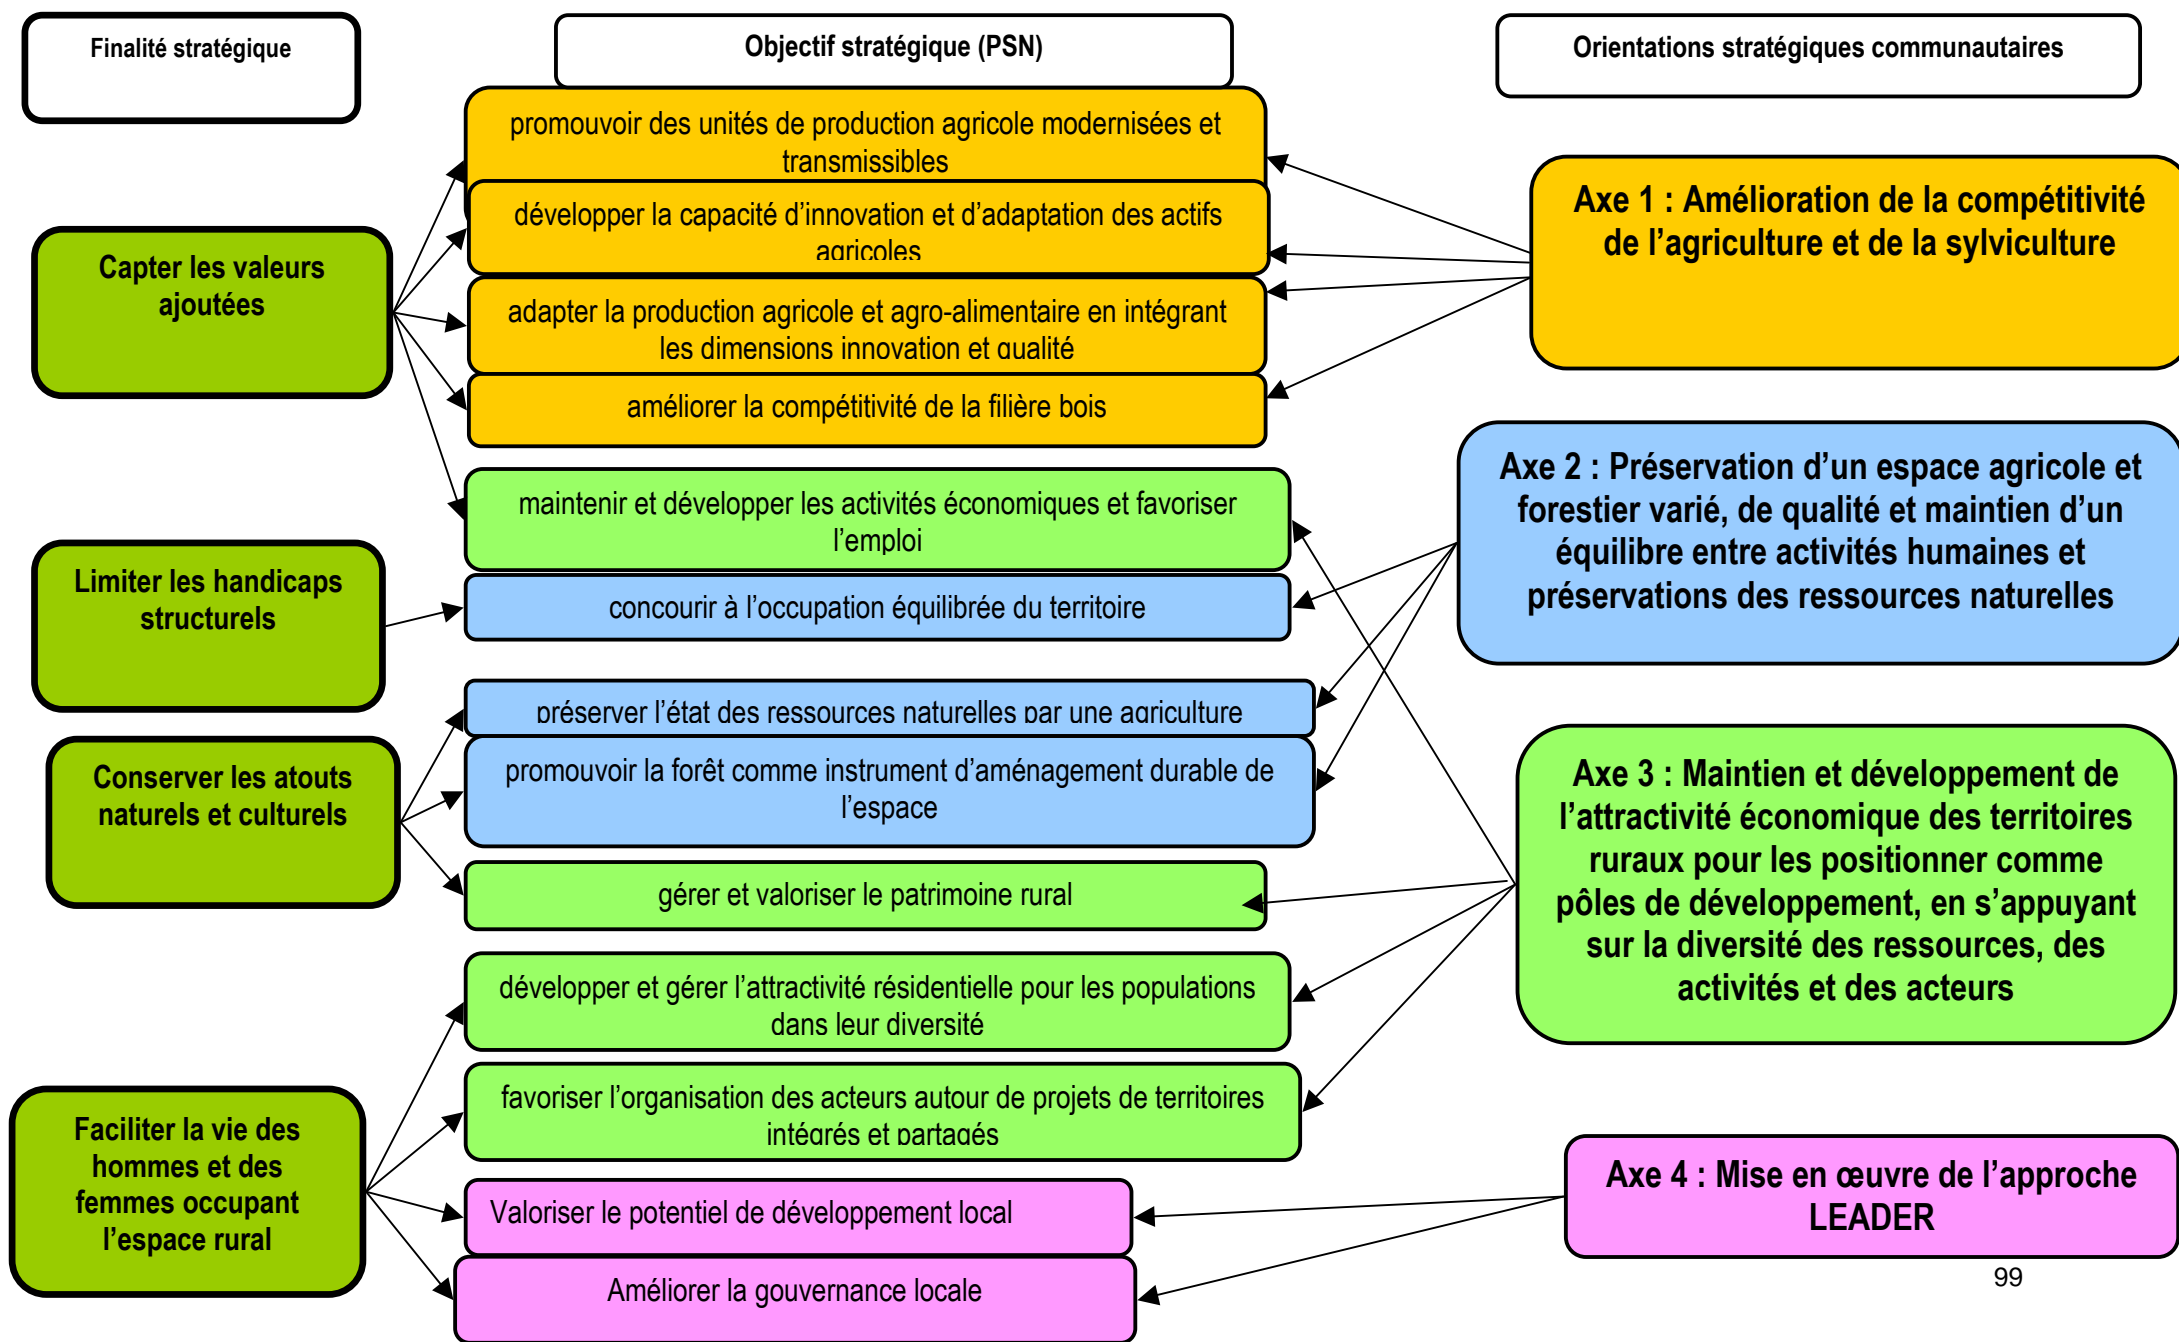 Finalité stratégique
Objectif stratégique (PSN)
Orientations stratégiques communautaires
Capter les valeurs
ajoutées
Limiter les handicaps
structurels
Conserver les atouts
naturels et culturels
Faciliter la vie des
hommes et des
femmes occupant
l’espace rural
promouvoir des unités de production agricole modernisées et
transmissibles
développer la capacité d’innovation et d’adaptation des actifs
agricoles
adapter la production agricole et agro-alimentaire en intégrant
les dimensions innovation et qualité
améliorer la compétitivité de la filière bois
maintenir et développer les activités économiques et favoriser
l’emploi
concourir à l’occupation équilibrée du territoire
préserver l’état des ressources naturelles par une agriculture
promouvoir la forêt comme instrument d’aménagement durable de
l’espace
gérer et valoriser le patrimoine rural
développer et gérer l’attractivité résidentielle pour les populations
dans leur diversité
favoriser l’organisation des acteurs autour de projets de territoires
intégrés et partagés
Valoriser le potentiel de développement local
Améliorer la gouvernance locale
Axe 1 : Amélioration de la compétitivité
de l’agriculture et de la sylviculture
Axe 2 : Préservation d’un espace agricole et
forestier varié, de qualité et maintien d’un
équilibre entre activités humaines et
préservations des ressources naturelles
Axe 3 : Maintien et développement de
l’attractivité économique des territoires
ruraux pour les positionner comme
pôles de développement, en s’appuyant
sur la diversité des ressources, des
activités et des acteurs
Axe 4 : Mise en œuvre de l’approche
LEADER
99